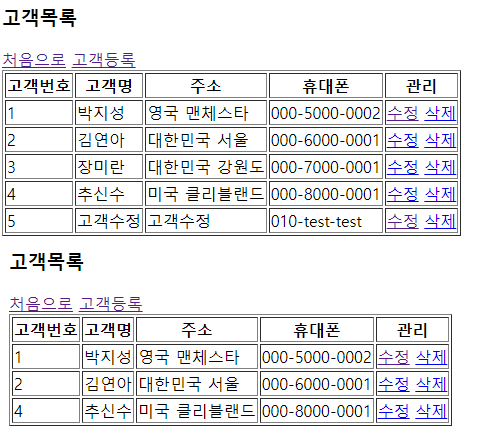 고객목록
처음으로 고객등록
고객번호 고객명 주소 휴대폰 관리
1 박지성 영국 맨체스타 000-5000-0002 수정 삭제
2 김연아 대한민국 서울 000-6000-0001 수정 삭제
3 장미란 대한민국 강원도 000-7000-0001 수정 삭제
4 추신수 미국 클리블랜드 000-8000-0001 수정 삭제
5 고객수정 고객수정 010-test-test 수정 삭제
고객목록
처음으로 고객등록
고객번호 고객명 주소 휴대폰 관리
1 박지성 영국 맨체스타 000-5000-0002 수정 삭제
2 김연아 대한민국 서울 000-6000-0001 수정 삭제
4 추신수 미국 클리블랜드 000-8000-0001 수정 삭제